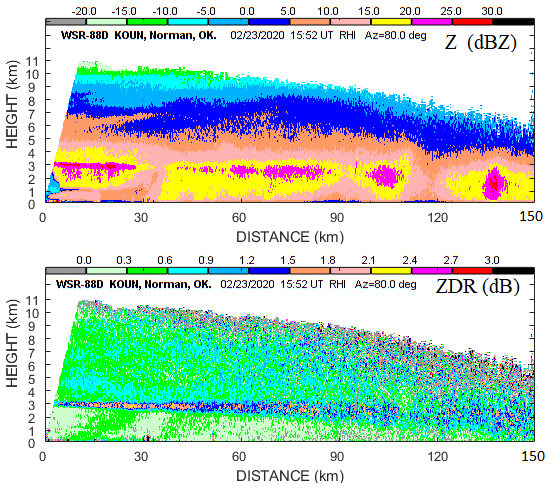 -20.0 -15.0 -10.0 -5.0 0.0 5.0 10.0 15.0 20.0 25.0 30.0
WSR-88D KOUN, Norman, OK. 02/23/2020 15:52 UT RHI Az=80.0 deg
Z (dBZ)
HEIGHT (km)
11
10
9
8
7
6
5
4
3
2
1
0
0 30 60 90 120 150
DISTANCE (km)
0.0 0.3 0.6 0.9 1.2 1.5 1.8 2.1 2.4 2.7 3.0
WSR-88D KOUN, Norman, OK. 02/23/2020 15:52 UT RHI Az=80.0 deg
ZDR (dB)
HEIGHT (km)
11
10
9
8
7
6
5
4
3
2
1
0
0 30 60 90 120 150
DISTANCE (km)